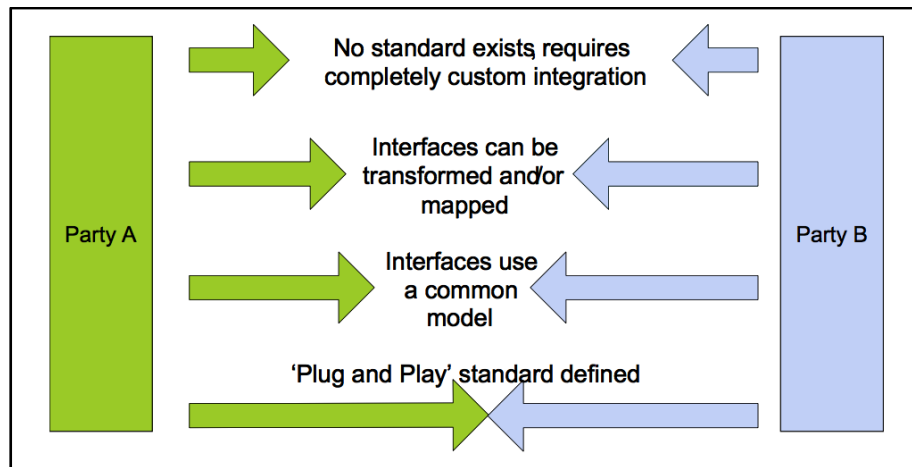 No standard exists, requires
completely custom integration
Interfaces can be
transformed and/or
mapped
Party A
Party B
Interfaces use
a common
model
‘Plug and Play’ standard defined